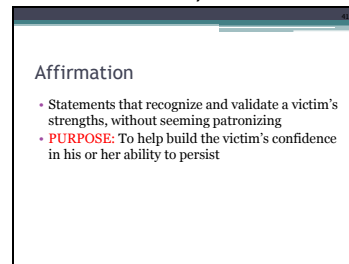 Affirmation
• Statements that recognize and validate a victim's
strengths, without seeming patronizing
• PURPOSE: To help build the victim's confidence
in his or her ability to persist